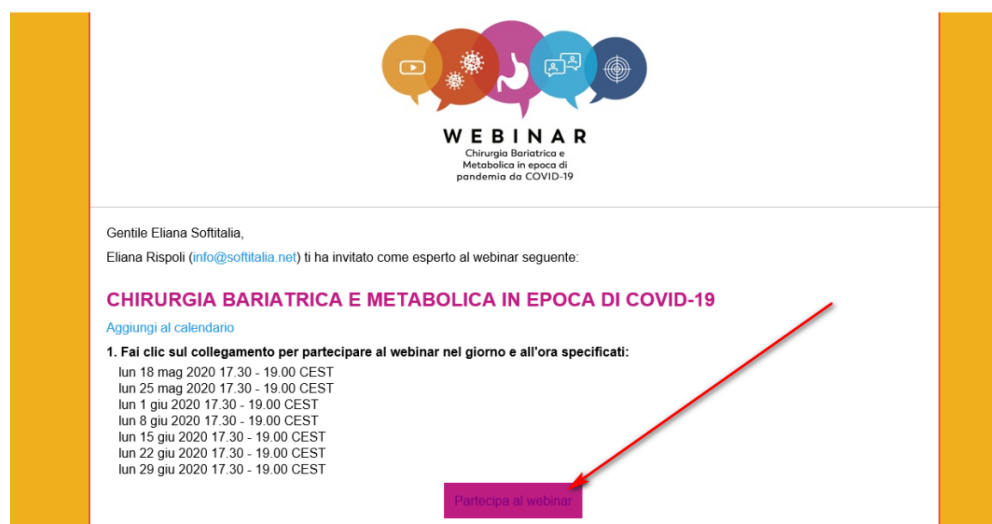 WEBINAR
Chirurgia Bariatrica e
Metabolica in epoca di
pandemia da COVID-19
Gentile Eliana Softitalia,
Eliana Rispoli (info@softitalia.net) ti ha invitato come esperto al webinar seguente:
CHIRURGIA BARIATRICA E METABOLICA IN EPOCA DI COVID-19
Aggiungi al calendario
1. Fai clic sul collegamento per partecipare al webinar nel giorno e all'ora specificati:
lun 18 mag 2020 17.30 - 19.00 CEST
lun 25 mag 2020 17.30 - 19.00 CEST
lun 1 giu 2020 17.30 - 19.00 CEST
lun 8 giu 2020 17.30 - 19.00 CEST
lun 15 giu 2020 17.30 - 19.00 CEST
lun 22 giu 2020 17.30 - 19.00 CEST
lun 29 giu 2020 17.30 - 19.00 CEST
Partecipa al webinar